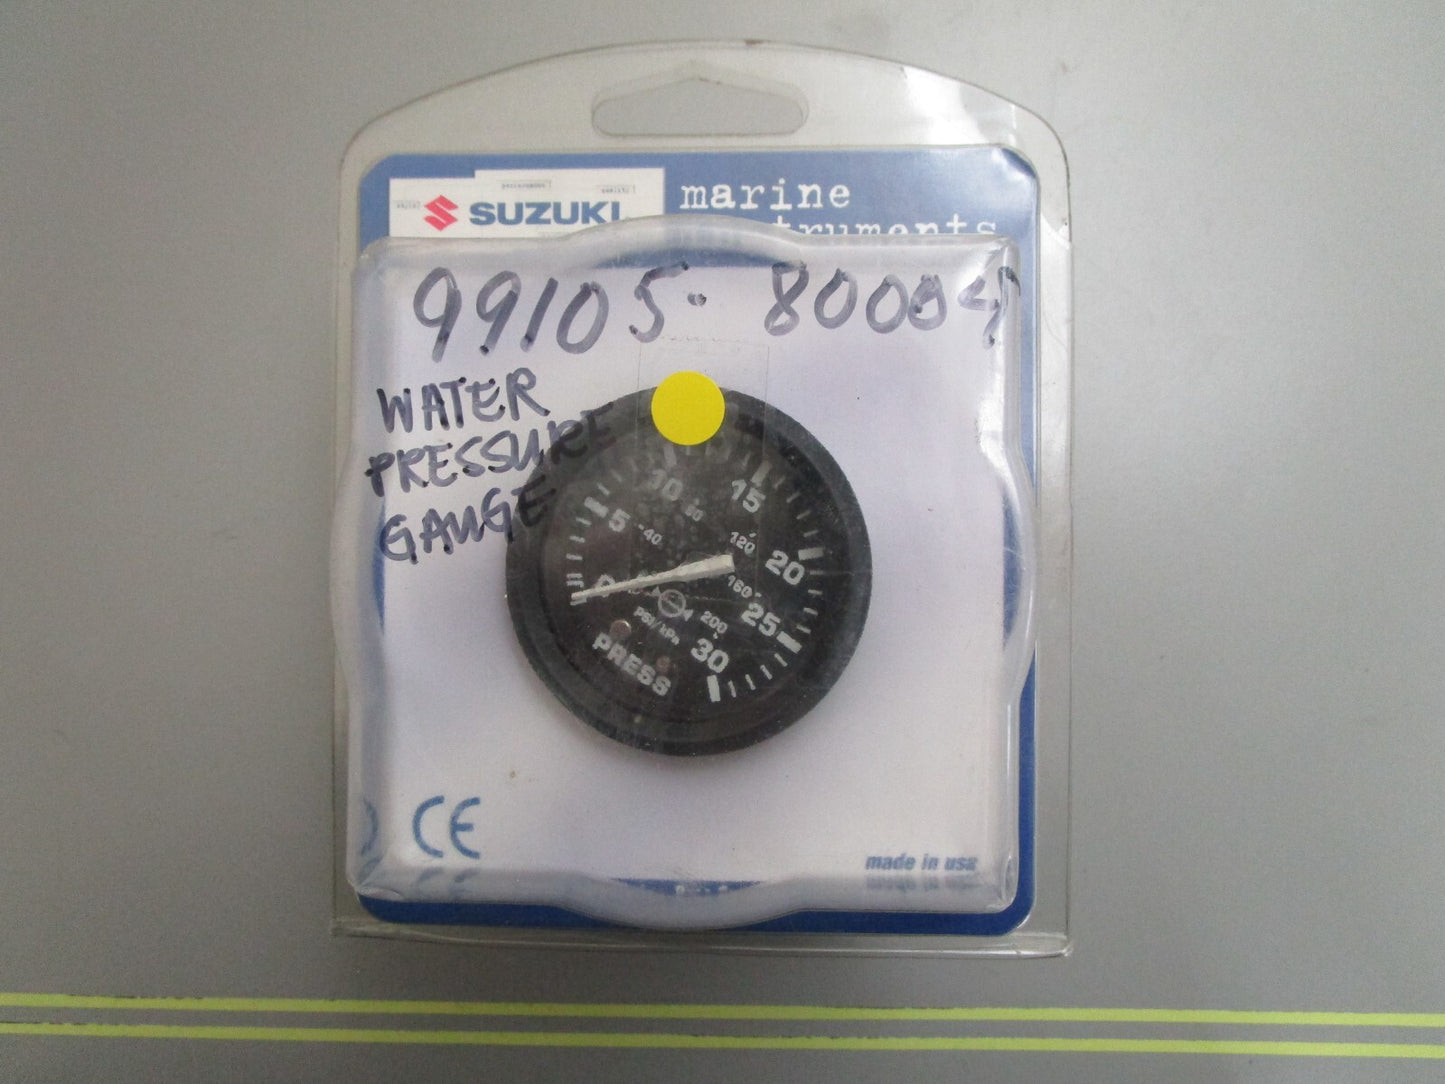 SUZUKI
marine
instruments
99105-80004
WATER
PRESSURE
GAUGE
10
15
5
80
40
120
20
0
160
25
PSI/kPa
200
30
PRESS
CE
made in usa